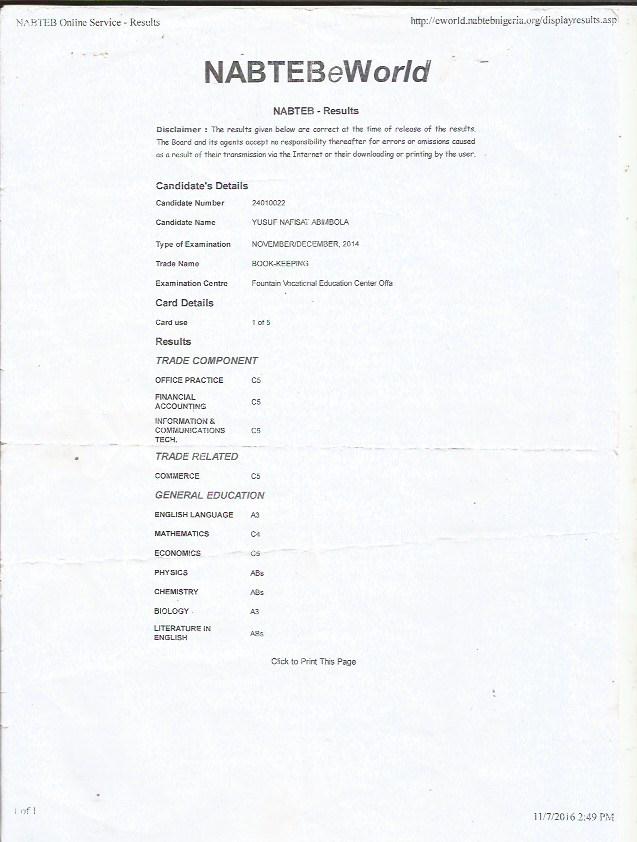 NABTEB Online Service - Results
http://eworld.nabtebnigeria.org/displayresults.asp
NABTEBeWorld
NABTEB - Results
Disclaimer : The results given below are correct at the time of release of the results.
The Board and its agents accept no responsibility thereafter for errors or omissions caused
as a result of their transmission via the Internet or their downloading or printing by the user.
Candidate's Details
Candidate Number 24010022
Candidate Name YUSUF NAFISAT ABIMBOLA
Type of Examination NOVEMBER/DECEMBER, 2014
Trade Name BOOK-KEEPING
Examination Centre Fountain Vocational Education Center Offa
Card Details
Card use 1 of 5
Results
TRADE COMPONENT
OFFICE PRACTICE C5
FINANCIAL
ACCOUNTING C5
INFORMATION &
COMMUNICATIONS C5
TECH.
TRADE RELATED
COMMERCE C5
GENERAL EDUCATION
ENGLISH LANGUAGE A3
MATHEMATICS C4
ECONOMICS C5
PHYSICS ABs
CHEMISTRY ABs
BIOLOGY A3
LITERATURE IN
ENGLISH ABs
Click to Print This Page
1 of 1
11/7/2016 2:49 PM